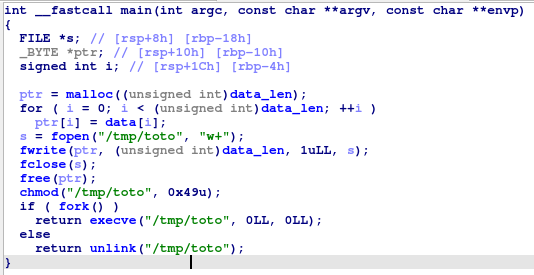 int __fastcall main(int argc, const char **argv, const char **envp)
{
FILE *s; // [rsp+8h] [rbp-18h]
_BYTE *ptr; // [rsp+10h] [rbp-10h]
signed int i; // [rsp+1Ch] [rbp-4h]
ptr = malloc((unsigned int)data_len);
for ( i = 0; i < (unsigned int)data_len; ++i )
ptr[i] = data[i];
s = fopen("/tmp/toto", "w+");
fwrite(ptr, (unsigned int)data_len, 1uLL, s);
fclose(s);
free(ptr);
chmod("/tmp/toto", 0x49u);
if ( fork() )
return execve("/tmp/toto", 0LL, 0LL);
else
return unlink("/tmp/toto");
}